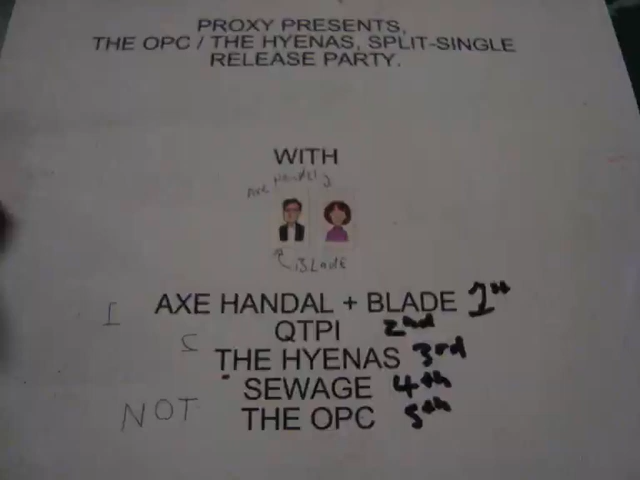 PROXY PRESENTS,
THE OPC / THE HYENAS, SPLIT-SINGLE
RELEASE PARTY.
WITH
Axe Handel
Blade
I AXE HANDAL + BLADE 1st
QTPI 2nd
THE HYENAS 3rd
SEWAGE 4th
NOT THE OPC 5th